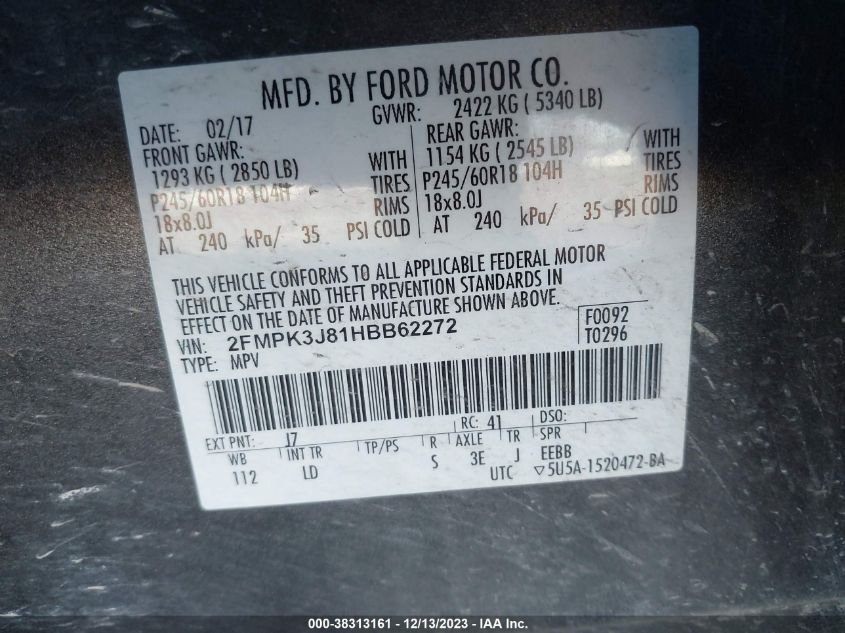 MFD. BY FORD MOTOR CO.
DATE: 02/17
GVWR: 2422 KG ( 5340 LB)
FRONT GAWR:
1293 KG ( 2850 LB) WITH
P245/60R18 104H TIRES
18x8.0J RIMS
AT 240 kPa/ 35 PSI COLD
REAR GAWR:
1154 KG ( 2545 LB) WITH
P245/60R18 104H TIRES
18x8.0J RIMS
AT 240 kPa/ 35 PSI COLD
THIS VEHICLE CONFORMS TO ALL APPLICABLE FEDERAL MOTOR
VEHICLE SAFETY AND THEFT PREVENTION STANDARDS IN
EFFECT ON THE DATE OF MANUFACTURE SHOWN ABOVE.
VIN: 2FMPK3J81HBB62272
TYPE: MPV
F0092
T0296
EXT PNT: J7 RC: 41 DSO:
WB INT TR TP/PS R AXLE TR SPR
112 LD S 3E J EEBB
UTC ▽5U5A-1520472-BA
000-38313161 - 12/13/2023 - IAA Inc.